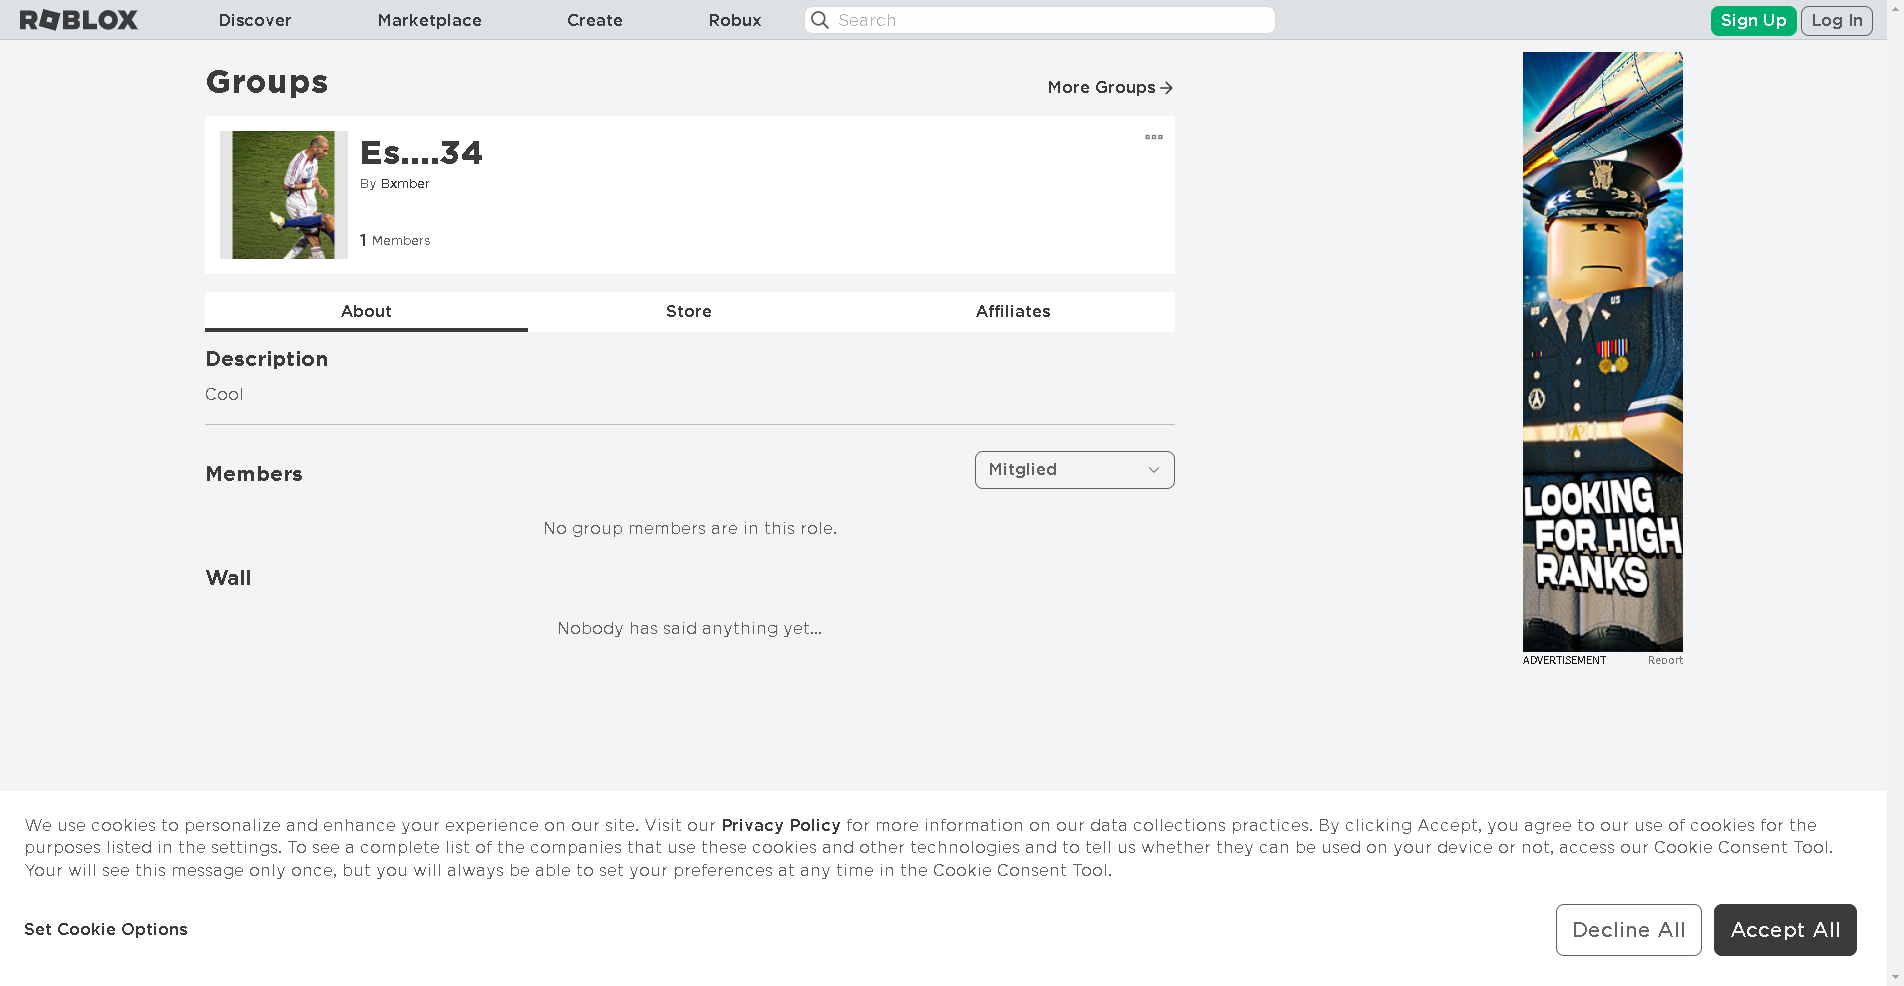 ROBLOX
Discover
Marketplace
Create
Robux
Search
Sign Up
Log In
Groups
More Groups
Es....34
By Bxmber
1 Members
About
Store
Affiliates
Description
Cool
Members
Mitglied
No group members are in this role.
Wall
Nobody has said anything yet...
US
US
LOOKING
FOR HIGH
RANKS
ADVERTISEMENT
Report
We use cookies to personalize and enhance your experience on our site. Visit our Privacy Policy for more information on our data collections practices. By clicking Accept, you agree to our use of cookies for the
purposes listed in the settings. To see a complete list of the companies that use these cookies and other technologies and to tell us whether they can be used on your device or not, access our Cookie Consent Tool.
Your will see this message only once, but you will always be able to set your preferences at any time in the Cookie Consent Tool.
Set Cookie Options
Decline All
Accept All